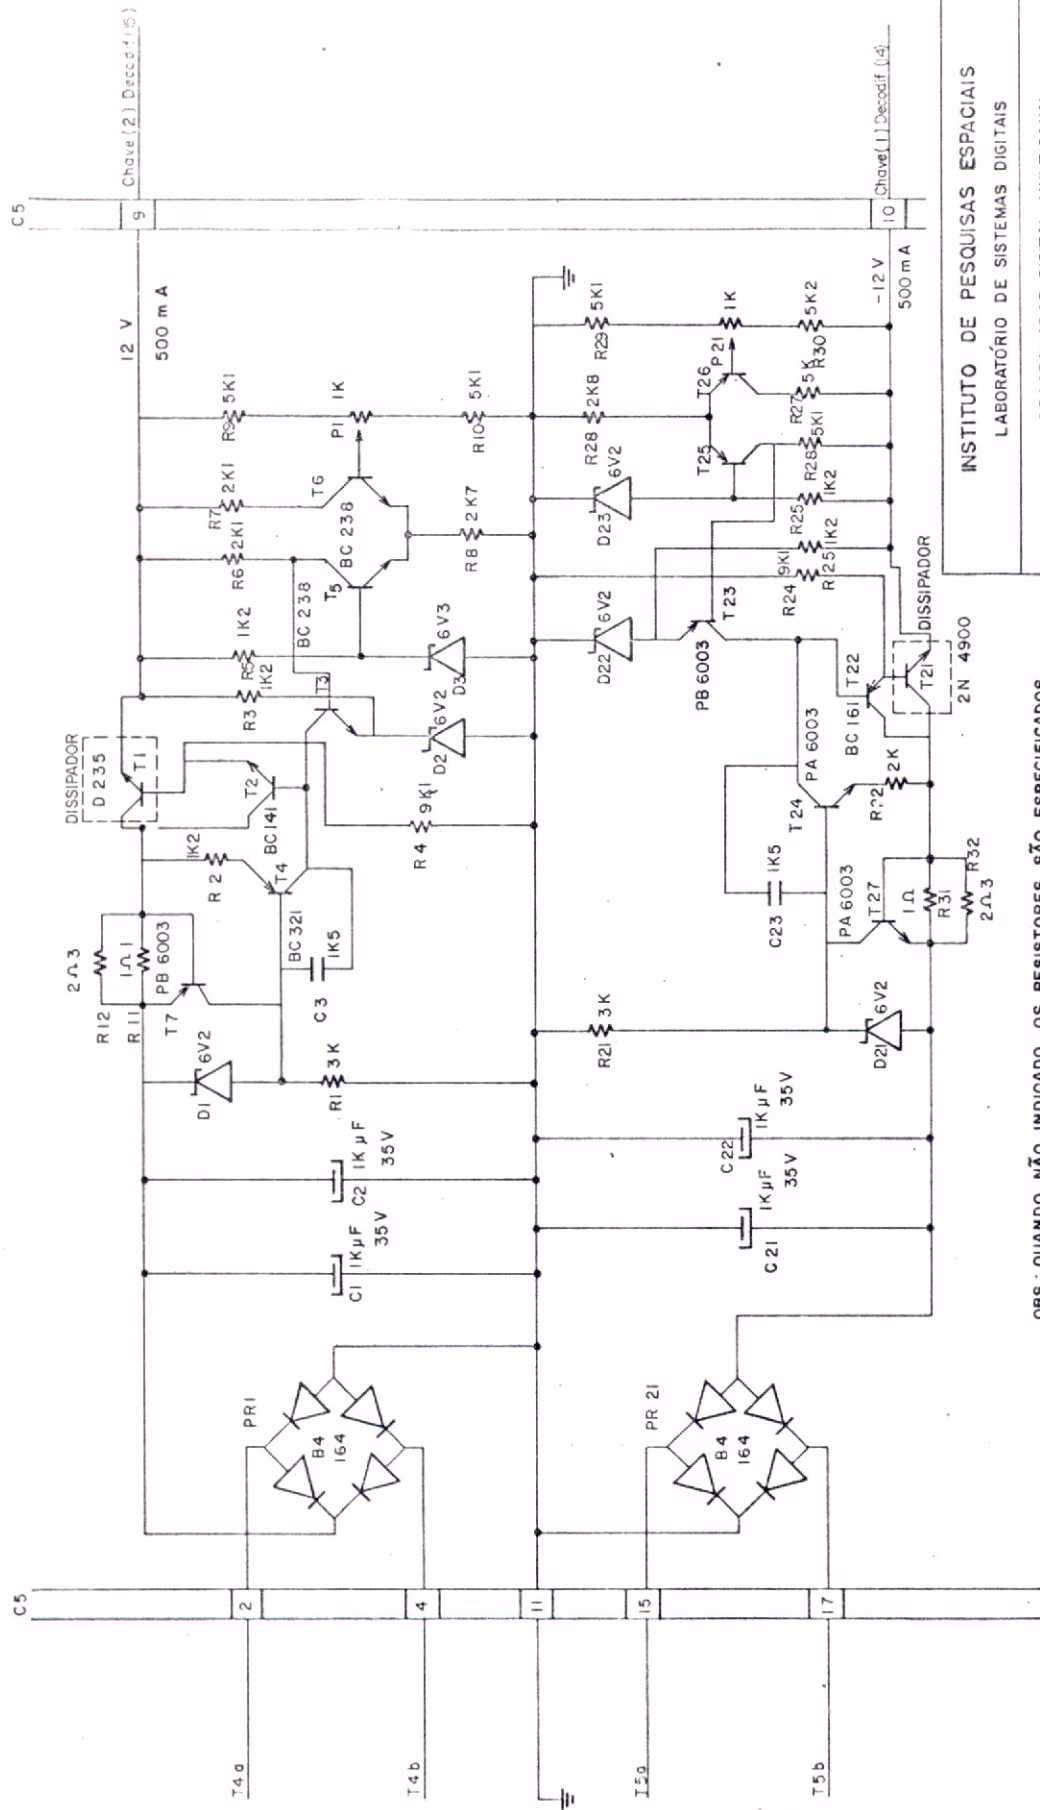 C5
C5
T4a
T4b
T5b
2
4
11
15
17
9
10
Chave (2) Decodif (15)
Chave (1) Decodif (14)
12 V
500 mA
-12 V
500 mA
PR1
B4
164
PR 21
B4
164
C1
1KµF
35V
C2
1KµF
35V
C21
1KµF
35V
C22
1KµF
35V
D1
6V2
R1
3K
R12
2Ω3
R11
1Ω1
PB 6003
T7
C3
1K5
BC 321
T4
R2
1K2
DISSIPADOR
D 235
T1
T2
BC141
R4
9K1
R3
1K2
D2
6V2
T3
BC 238
R5
1K2
D3
6V3
T5
BC 238
R6
2K1
R7
2K1
T6
R8
2K7
R9
5K1
P1
1K
R10
5K1
R21
3K
D21
6V2
T27
PA 6003
C23
1K5
R31
1Ω
R32
2Ω3
T24
PA 6003
2K
T22
BC 161
T21
DISSIPADOR
2N 4900
PB 6003
T23
D22
6V2
R24
9K1
1K2
D23
6V2
R25
1K2
T25
R28
2K8
R28
5K1
T26
R27
5K
P21
1K
R29
5K1
R30
5K2
INSTITUTO DE PESQUISAS ESPACIAIS
LABORATÓRIO DE SISTEMAS DIGITAIS
OBS: QUANDO NÃO INDICADO OS RESISTORES SÃO ESPECIFICADOS